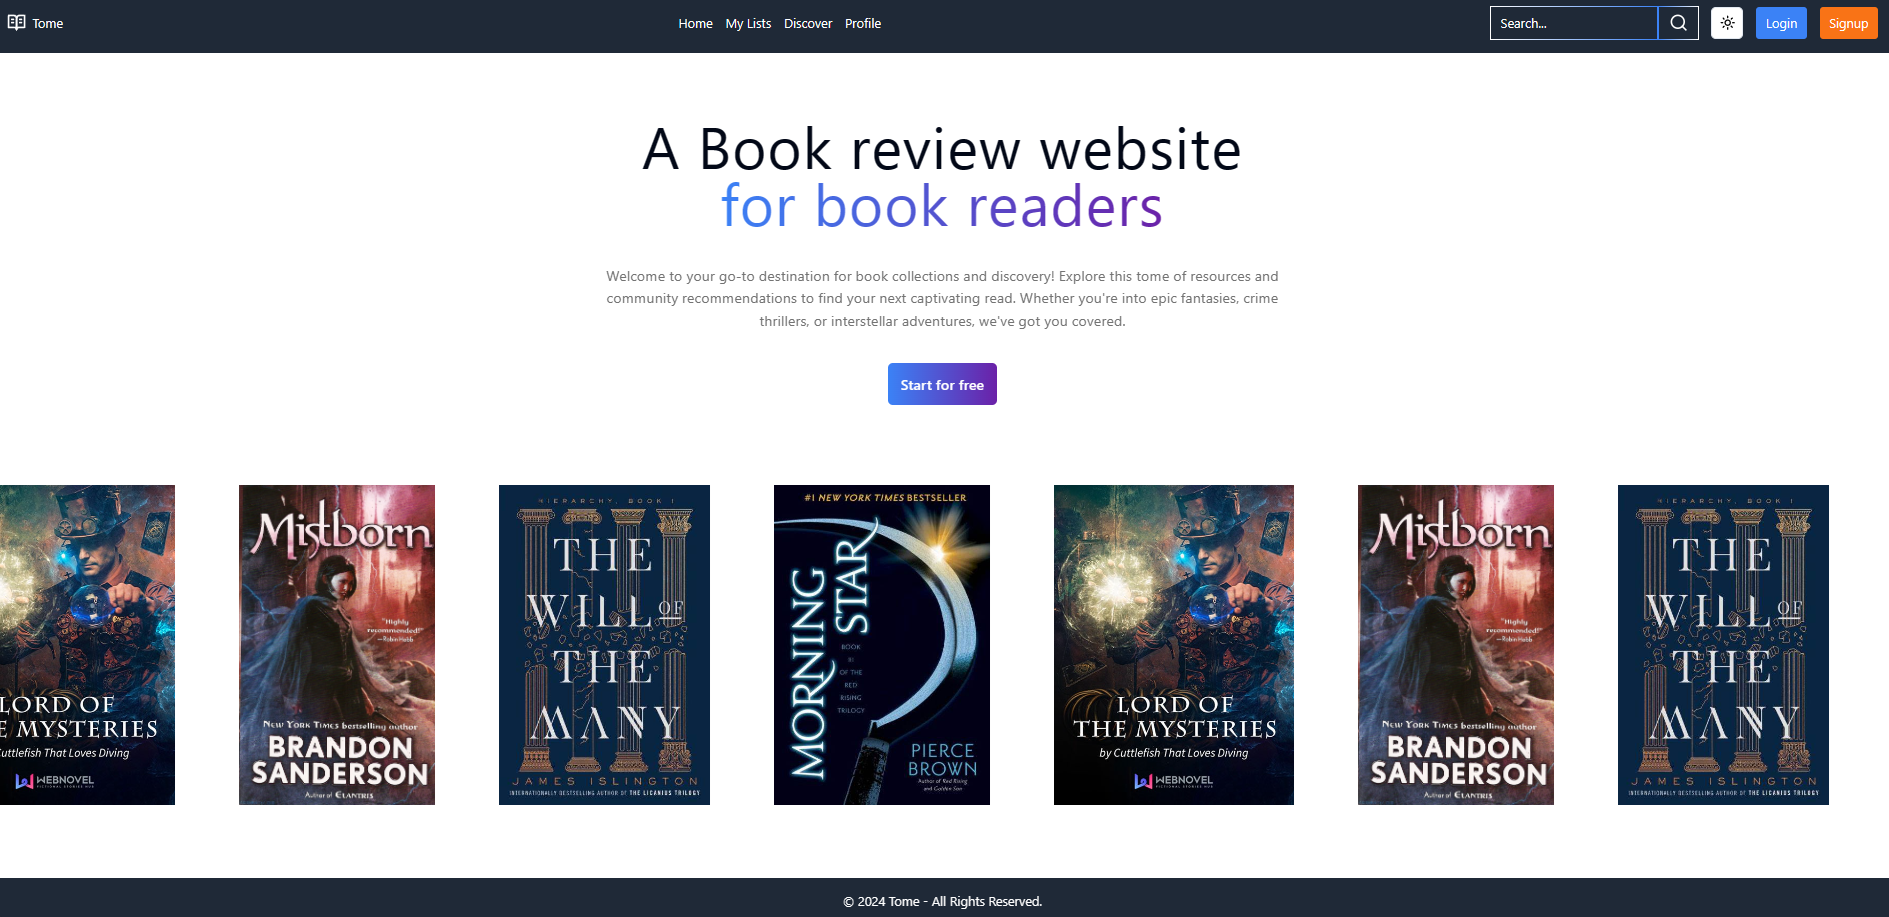 Tome
Home My Lists Discover Profile
Search...
Login
Signup
A Book review website
for book readers
Welcome to your go-to destination for book collections and discovery! Explore this tome of resources and
community recommendations to find your next captivating read. Whether you're into epic fantasies, crime
thrillers, or interstellar adventures, we've got you covered.
Start for free
LORD OF
E MYSTERIES
Cuttlefish That Loves Diving
WEBNOVEL
FICTIONAL STORIES HUB
Mistborn
"Highly
recommended!"
—Robin Hobb
NEW YORK TIMES bestselling author
BRANDON
SANDERSON
Author of ELANTRIS
HIERARCHY, BOOK I
THE
WILL OF
THE
MANY
JAMES ISLINGTON
INTERNATIONALLY BESTSELLING AUTHOR OF THE LICANIUS TRILOGY
#1 NEW YORK TIMES BESTSELLER
MORNING
STAR
BOOK
III
OF THE
RED
RISING
TRILOGY
PIERCE
BROWN
Author of Red Rising
and Golden Son
LORD OF
THE MYSTERIES
by Cuttlefish That Loves Diving
WEBNOVEL
FICTIONAL STORIES HUB
Mistborn
"Highly
recommended!"
—Robin Hobb
NEW YORK TIMES bestselling author
BRANDON
SANDERSON
Author of ELANTRIS
HIERARCHY, BOOK I
THE
WILL OF
THE
MANY
JAMES ISLINGTON
INTERNATIONALLY BESTSELLING AUTHOR OF THE LICANIUS TRILOGY
© 2024 Tome - All Rights Reserved.